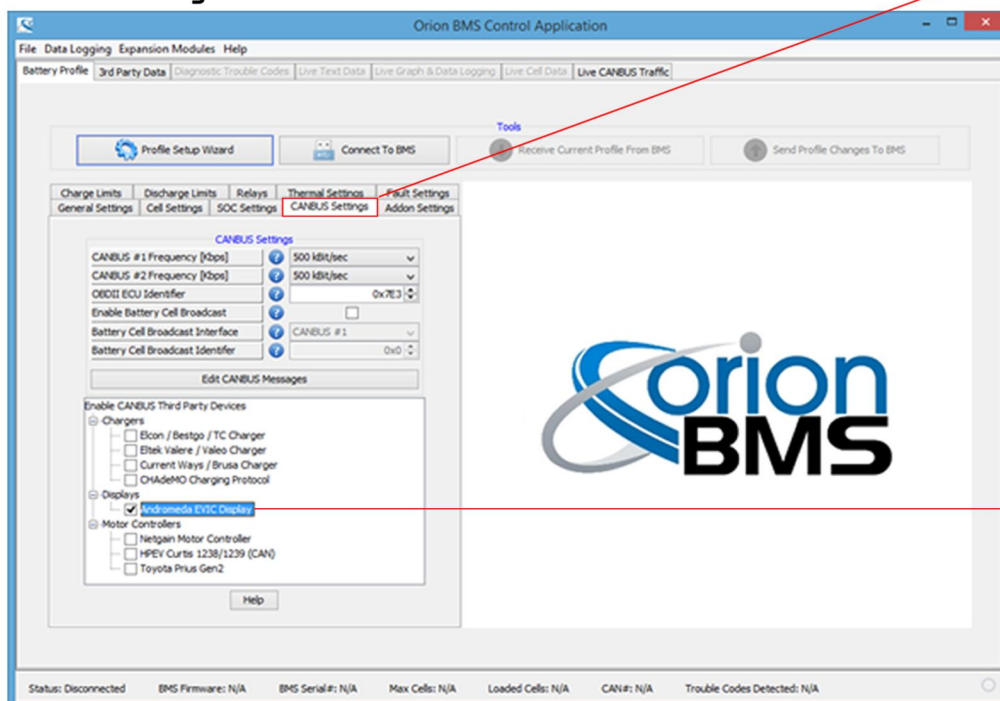 Orion BMS Control Application
File Data Logging Expansion Modules Help
Battery Profile 3rd Party Data Diagnostic Trouble Codes Live Text Data Live Graph & Data Logging Live Cell Data Live CANBUS Traffic
Tools
Profile Setup Wizard Connect To BMS Receive Current Profile From BMS Send Profile Changes To BMS
Charge Limits Discharge Limits Relays Thermal Settings Fault Settings
General Settings Cell Settings SOC Settings CANBUS Settings Addon Settings
CANBUS Settings
CANBUS #1 Frequency [Kbps] 500 kBit/sec
CANBUS #2 Frequency [Kbps] 500 kBit/sec
OBDII ECU Identifier 0x7E3
Enable Battery Cell Broadcast
Battery Cell Broadcast Interface CANBUS #1
Battery Cell Broadcast Identifer 0x0
Edit CANBUS Messages
Enable CANBUS Third Party Devices
Chargers
Elcon / Bestgo / TC Charger
Eltek Valere / Valeo Charger
Current Ways / Brusa Charger
CHAdeMO Charging Protocol
Displays
Andromeda EVIC Display
Motor Controllers
Netgain Motor Controller
HPEV Curtis 1238/1239 (CAN)
Toyota Prius Gen2
Help
orion
BMS
Status: Disconnected BMS Firmware: N/A BMS Serial#: N/A Max Cells: N/A Loaded Cells: N/A CAN#: N/A Trouble Codes Detected: N/A